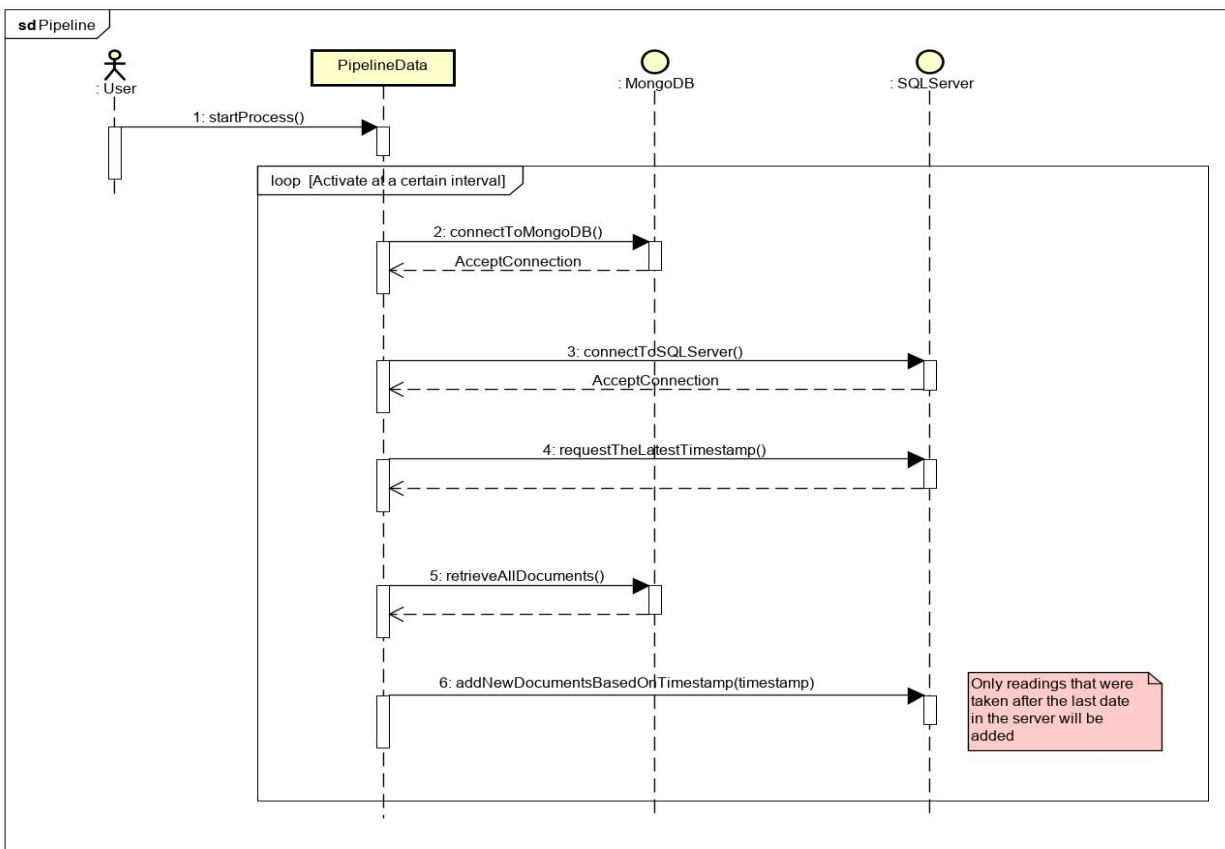 sd Pipeline
: User
PipelineData
: MongoDB
: SQLServer
1: startProcess()
loop [Activate at a certain interval]
2: connectToMongoDB()
AcceptConnection
3: connectToSQLServer()
AcceptConnection
4: requestTheLatestTimestamp()
5: retrieveAllDocuments()
6: addNewDocumentsBasedOnTimestamp(timestamp)
Only readings that were
taken after the last date
in the server will be
added